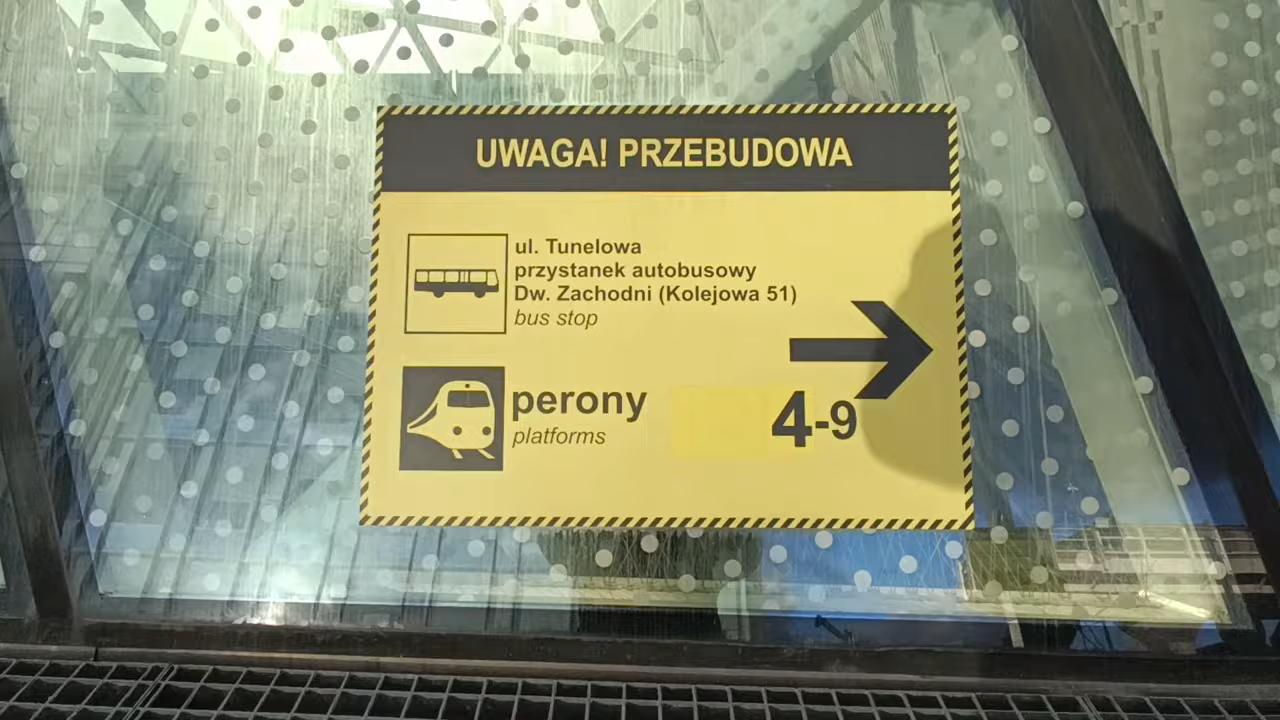 UWAGA! PRZEBUDOWA
ul. Tunelowa
przystanek autobusowy
Dw. Zachodni (Kolejowa 51)
bus stop
perony
platforms
4-9